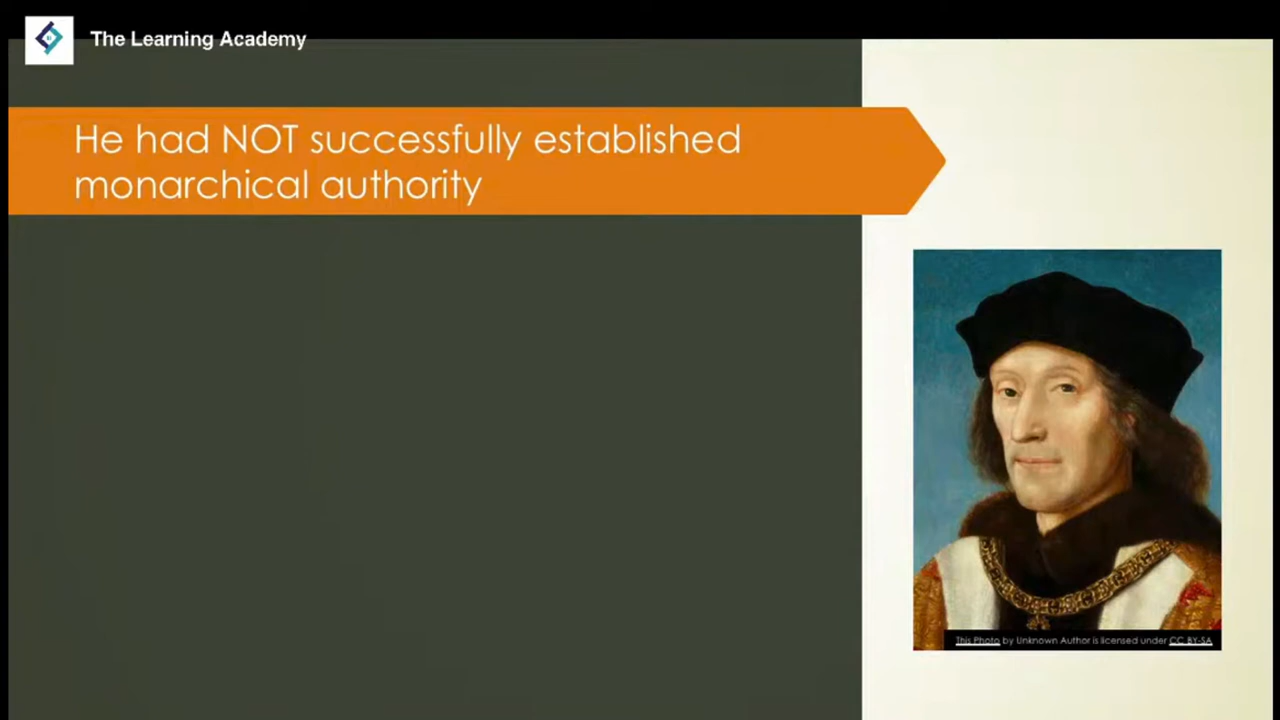 The Learning Academy
He had NOT successfully established
monarchical authority
This Photo by Unknown Author is licensed under CC BY-SA